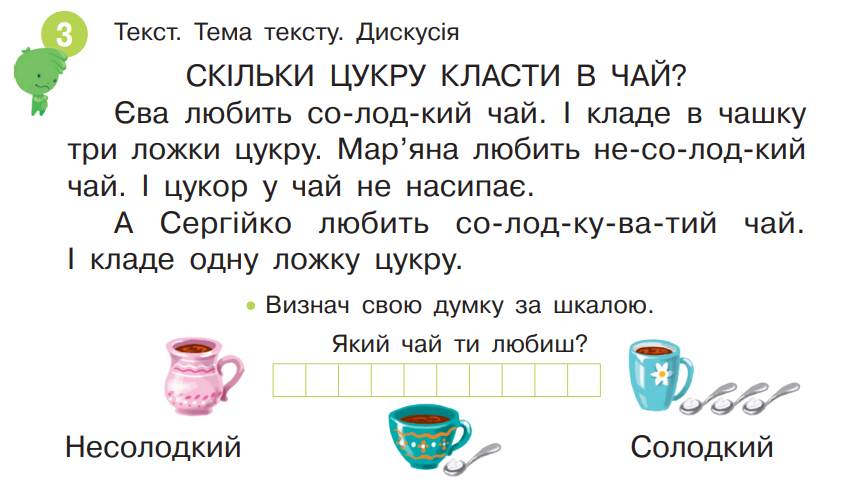 3 Текст. Тема тексту. Дискусія
СКІЛЬКИ ЦУКРУ КЛАСТИ В ЧАЙ?
Єва любить со-лод-кий чай. І кладе в чашку
три ложки цукру. Мар’яна любить не-со-лод-кий
чай. І цукор у чай не насипає.
А Сергійко любить со-лод-ку-ва-тий чай.
І кладе одну ложку цукру.
• Визнач свою думку за шкалою.
Який чай ти любиш?
Несолодкий
Солодкий